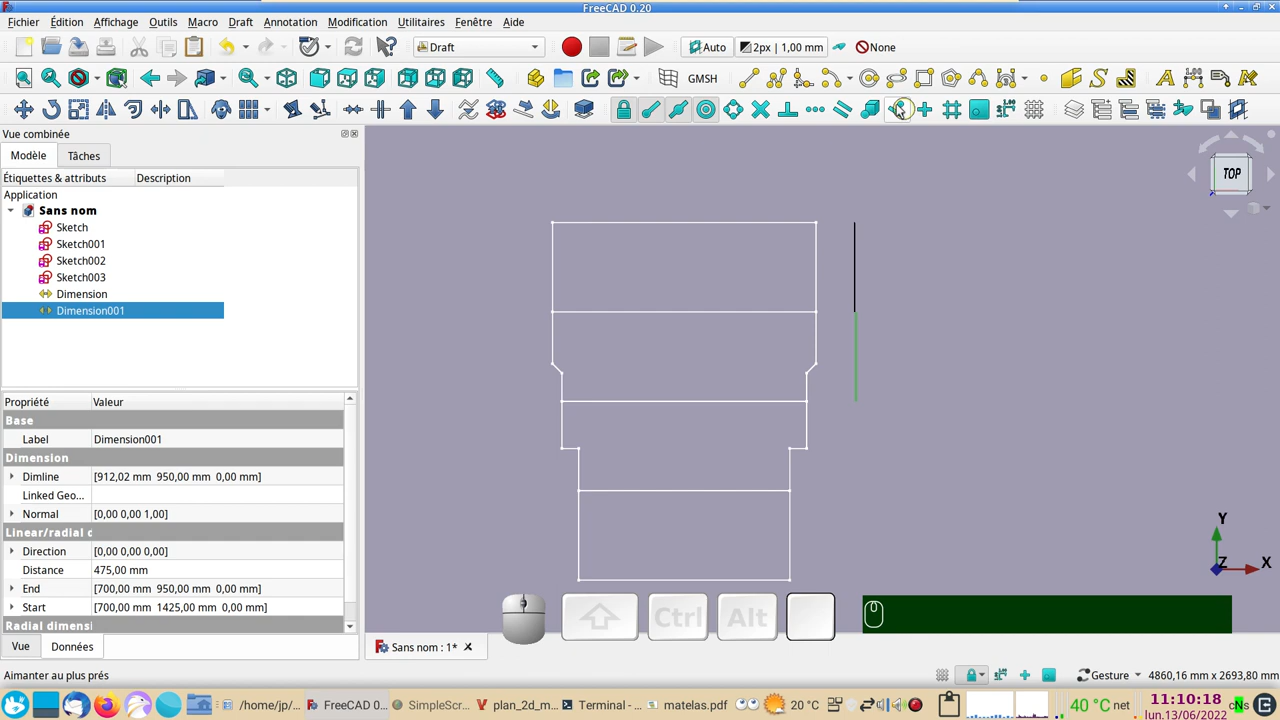 FreeCAD 0.20
Fichier Édition Affichage Outils Macro Draft Annotation Modification Utilitaires Fenêtre Aide
Draft Auto 2px | 1,00 mm None
GMSH
Vue combinée
Modèle Tâches
Étiquettes & attributs Description
Application
Sans nom
Sketch
Sketch001
Sketch002
Sketch003
Dimension
Dimension001
TOP
Propriété Valeur
Base
Label Dimension001
Dimension
Dimline [912,02 mm 950,00 mm 0,00 mm]
Linked Geo...
Normal [0,00 0,00 1,00]
Linear/radial d
Direction [0,00 0,00 0,00]
Distance 475,00 mm
End [700,00 mm 950,00 mm 0,00 mm]
Start [700,00 mm 1425,00 mm 0,00 mm]
Radial dimensi
Y
Z X
Ctrl Alt
Vue Données
Sans nom : 1*
Aimanter au plus prés Gesture 4860,16 mm x 2693,80 mm
/home/jp/ FreeCAD 0. SimpleScr... plan_2d_m... Terminal - matelas.pdf 20 °C 40 °C net 11:10:18
lun.13/06/2022